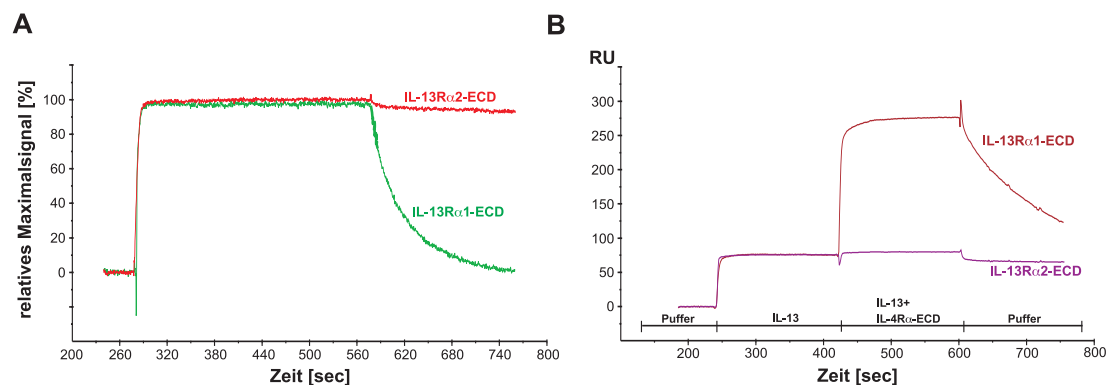 A
relatives Maximalsignal [%]
100
80
60
40
20
0
IL-13Rα2-ECD
IL-13Rα1-ECD
200 260 320 380 440 500 560 620 680 740 800
Zeit [sec]
B
RU
300
250
200
150
100
50
0
IL-13Rα1-ECD
IL-13Rα2-ECD
Puffer
IL-13
IL-13+
IL-4Rα-ECD
Puffer
200 300 400 500 600 700 800
Zeit [sec]